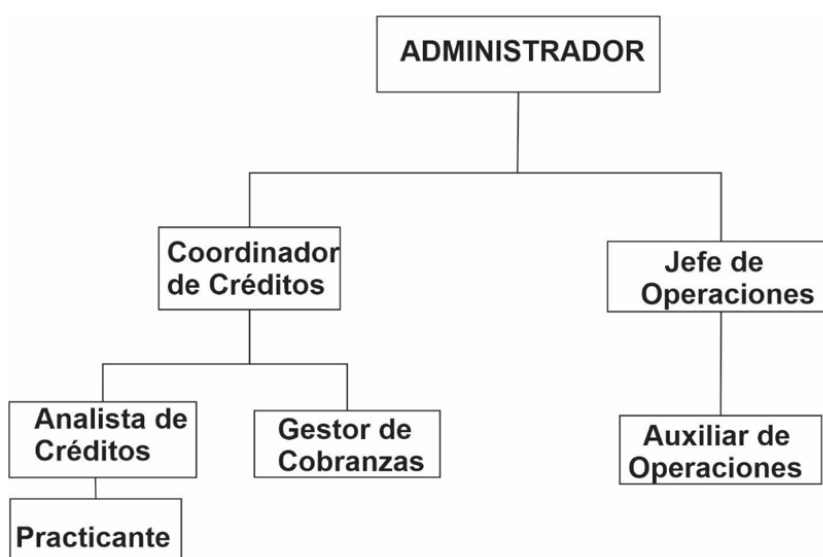 ADMINISTRADOR
Coordinador
de Créditos
Jefe de
Operaciones
Analista de
Créditos
Gestor de
Cobranzas
Auxiliar de
Operaciones
Practicante